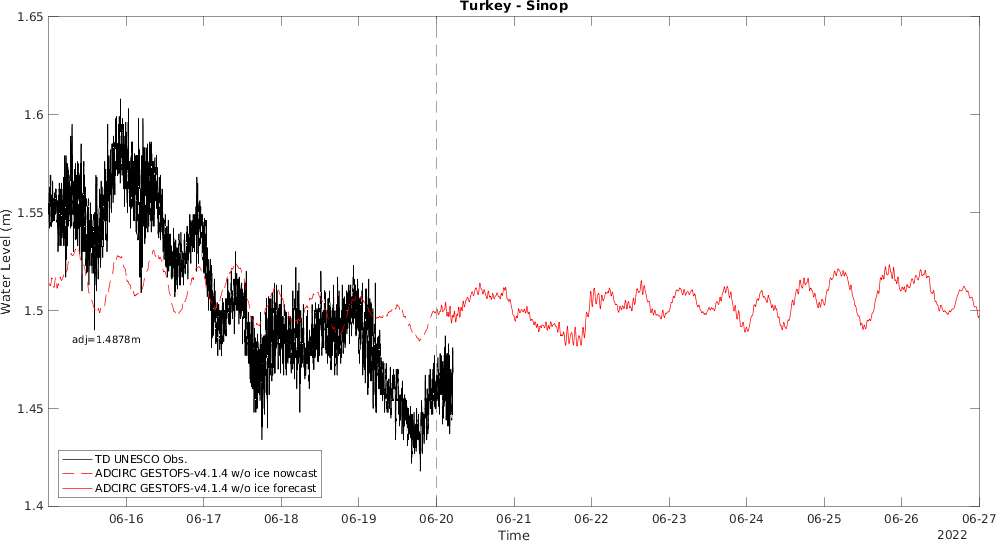 Turkey - Sinop
1.65
1.6
1.55
1.5
1.45
1.4
Water Level (m)
adj=1.4878m
TD UNESCO Obs.
ADCIRC GESTOFS-v4.1.4 w/o ice nowcast
ADCIRC GESTOFS-v4.1.4 w/o ice forecast
06-16 06-17 06-18 06-19 06-20 06-21 06-22 06-23 06-24 06-25 06-26 06-27
Time
2022